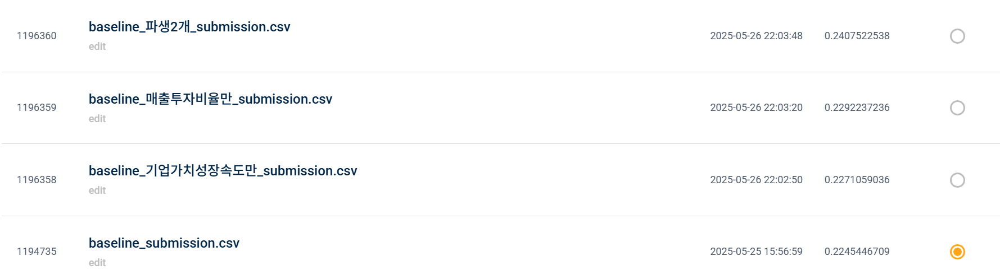 baseline_파생2개_submission.csv
1196360 2025-05-26 22:03:48 0.2407522538
edit
baseline_매출투자비율만_submission.csv
1196359 2025-05-26 22:03:20 0.2292237236
edit
baseline_기업가치성장속도만_submission.csv
1196358 2025-05-26 22:02:50 0.2271059036
edit
baseline_submission.csv
1194735 2025-05-25 15:56:59 0.2245446709
edit